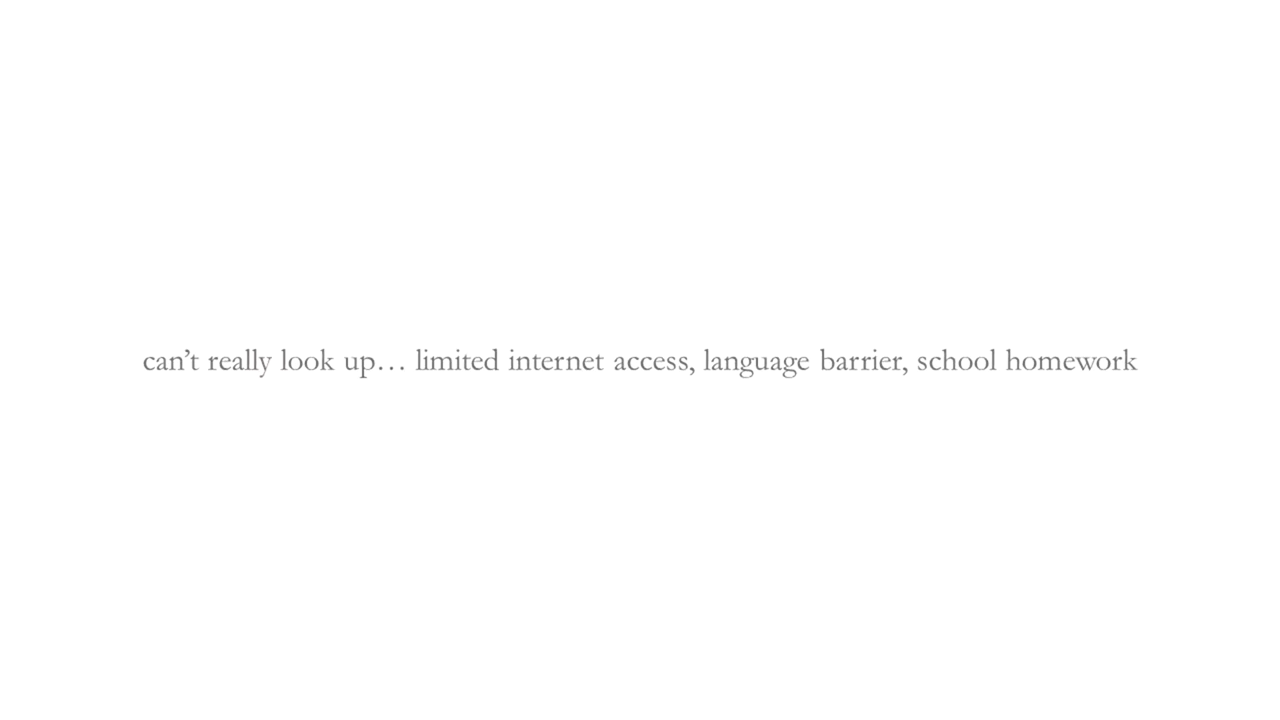 can’t really look up… limited internet access, language barrier, school homework